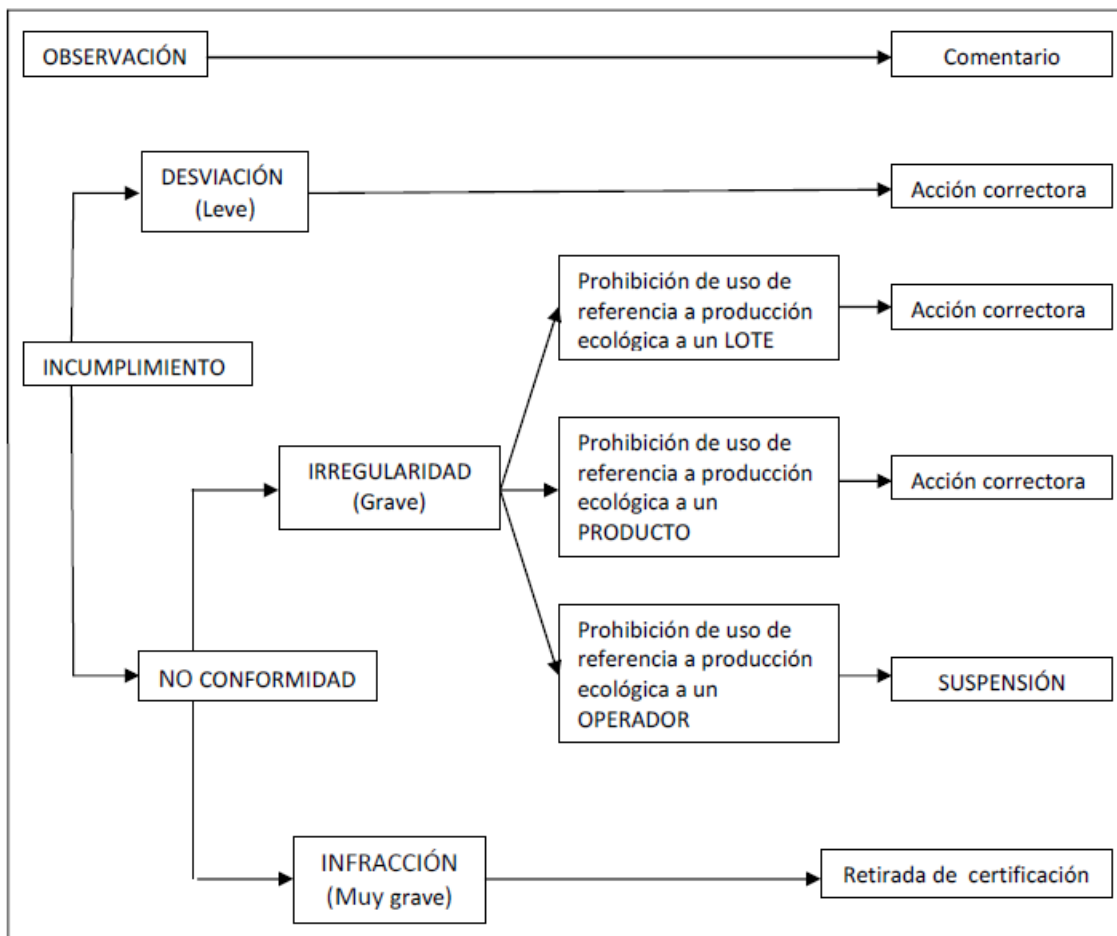 OBSERVACIÓN
Comentario
DESVIACIÓN
(Leve)
Acción correctora
INCUMPLIMIENTO
Prohibición de uso de
referencia a producción
ecológica a un LOTE
Acción correctora
IRREGULARIDAD
(Grave)
Prohibición de uso de
referencia a producción
ecológica a un
PRODUCTO
Acción correctora
NO CONFORMIDAD
Prohibición de uso de
referencia a producción
ecológica a un
OPERADOR
SUSPENSIÓN
INFRACCIÓN
(Muy grave)
Retirada de certificación